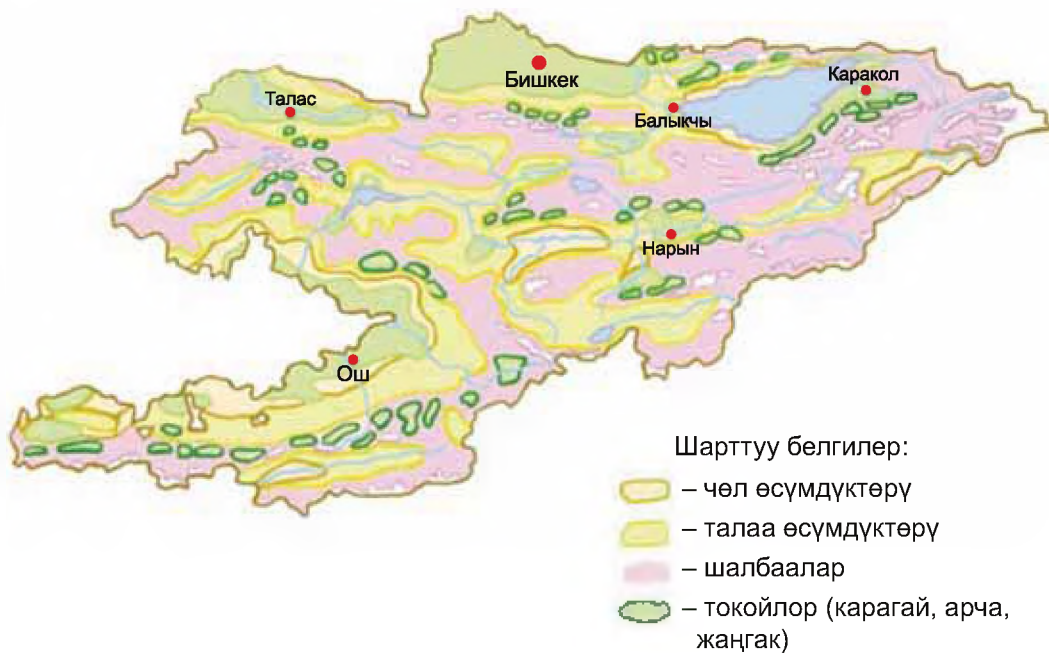 Бишкек
Каракол
Талас
Балыкчы
Нарын
Ош
Шарттуу белгилер:
– чөл өсүмдүктөрү
– талаа өсүмдүктөрү
– шалбаалар
– токойлор (карагай, арча,
жаңгак)